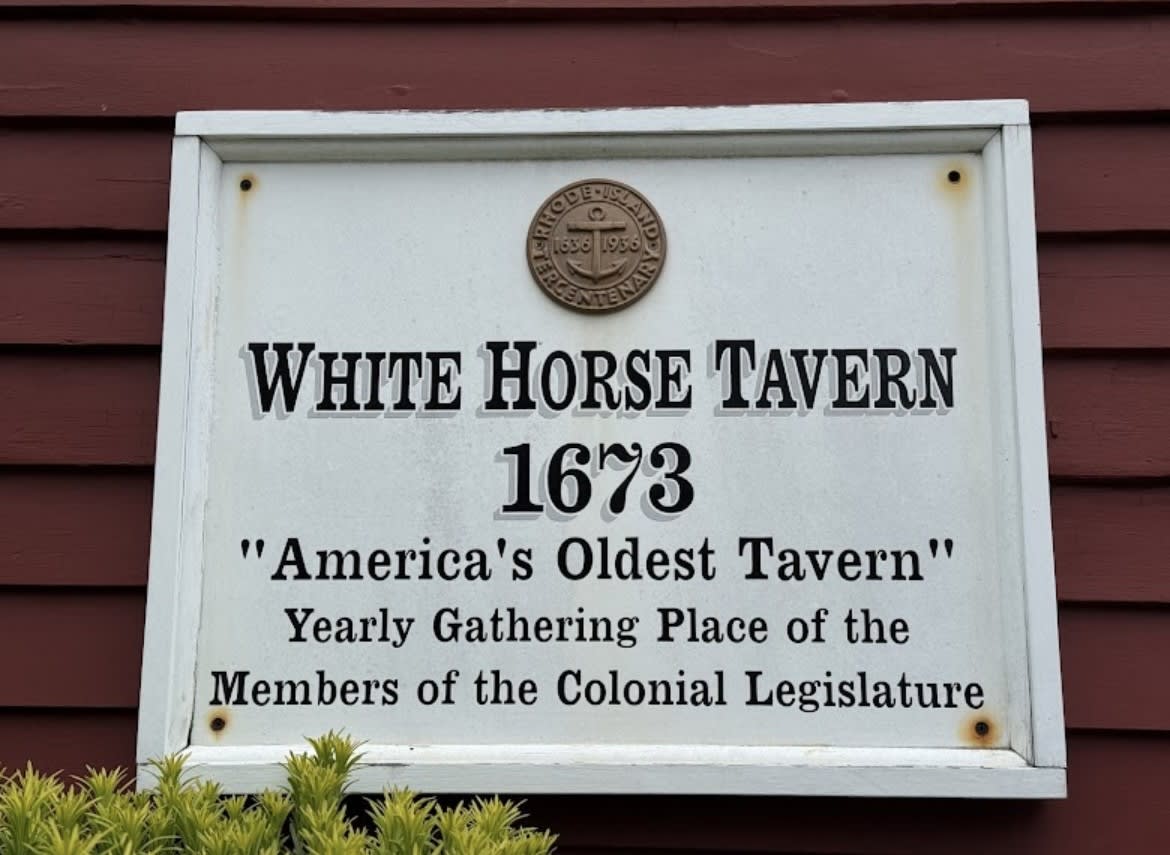 RHODE·ISLAND
1636 1936
TERCENTENARY
WHITE HORSE TAVERN
1673
"America's Oldest Tavern"
Yearly Gathering Place of the
Members of the Colonial Legislature